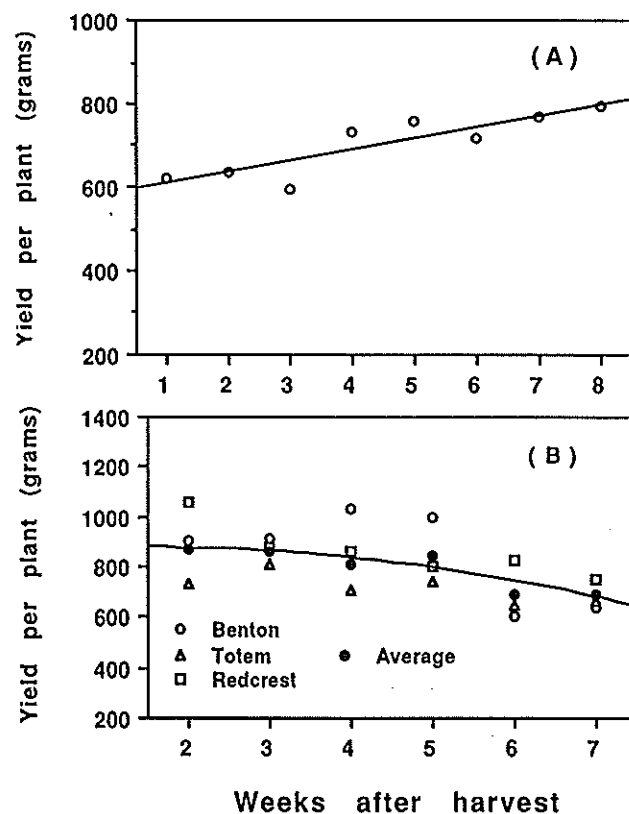 1000
(A)
800
600
400
200
Yield per plant (grams)
1 2 3 4 5 6 7 8
1400
(B)
1200
1000
800
600
400
200
Yield per plant (grams)
Benton
Totem Average
Redcrest
2 3 4 5 6 7
Weeks after harvest